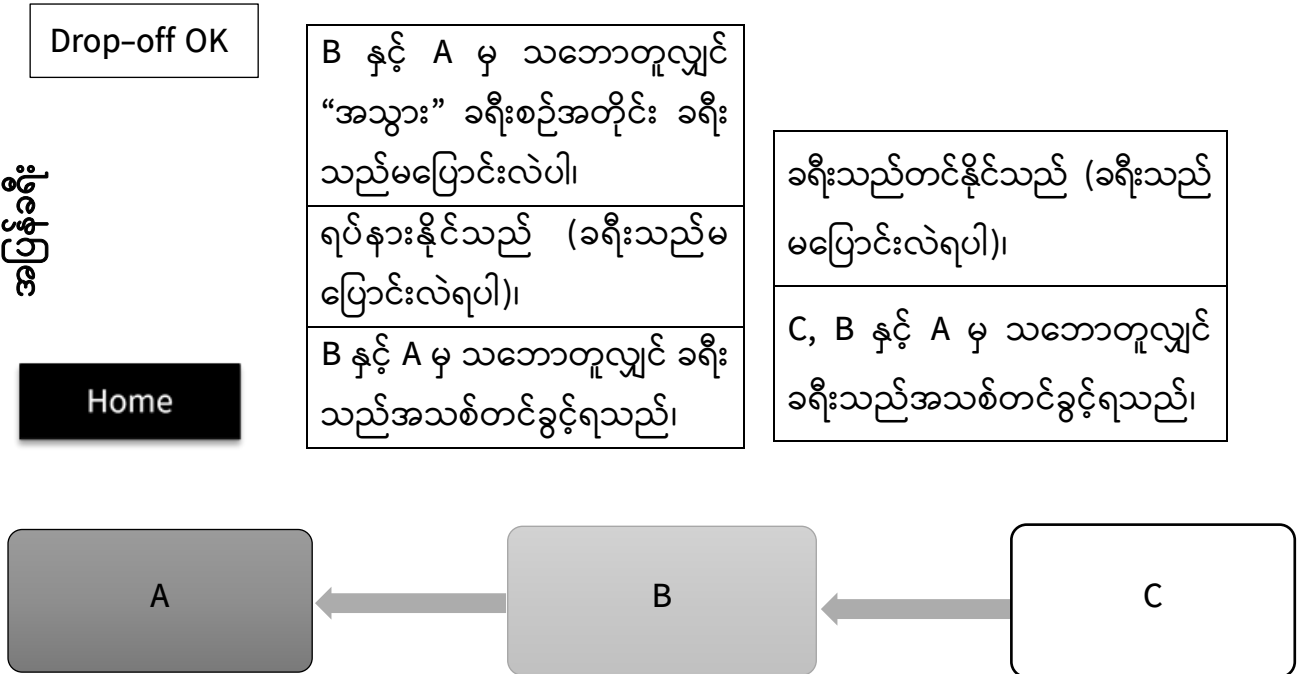 Drop-off OK
B နှင့် A မှ သဘောတူလျှင်
“အသွား” ခရီးစဉ်အတိုင်း ခရီး
သည်မပြောင်းလဲပါ၊
ရပ်နားနိုင်သည် (ခရီးသည်မ
ပြောင်းလဲရပါ)၊
B နှင့် A မှ သဘောတူလျှင် ခရီး
သည်အသစ်တင်ခွင့်ရသည်၊
ခရီးသည်တင်နိုင်သည် (ခရီးသည်
မပြောင်းလဲရပါ)၊
C, B နှင့် A မှ သဘောတူလျှင်
ခရီးသည်အသစ်တင်ခွင့်ရသည်၊
အပြန်ခရီး
Home
A
B
C